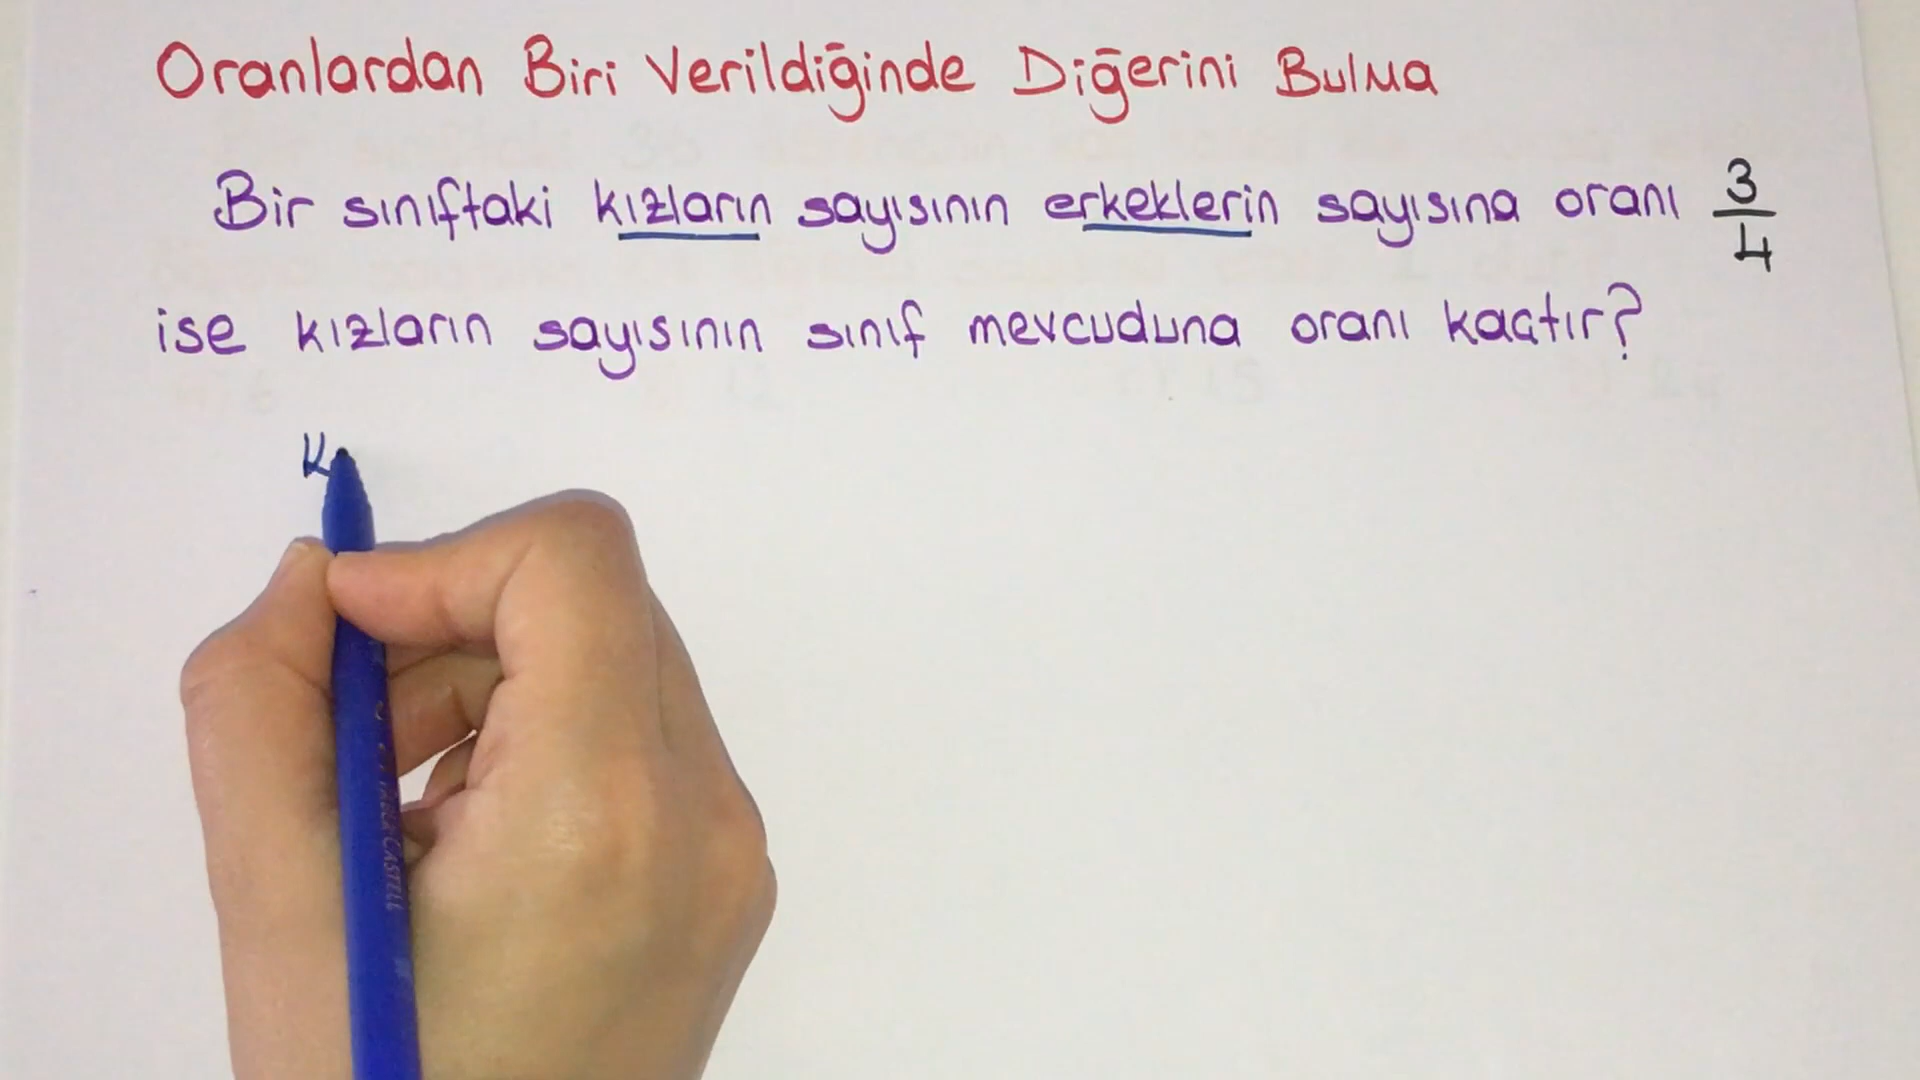 Oranlardan Biri Verildiğinde Diğerini Bulma
Bir sınıftaki kızların sayısının erkeklerin sayısına oranı 3/4
ise kızların sayısının sınıf mevcuduna oranı kaçtır?
K
FABER-CASTELL